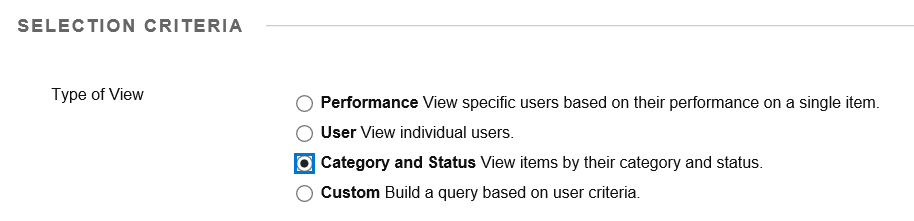 SELECTION CRITERIA
Type of View
Performance View specific users based on their performance on a single item.
User View individual users.
Category and Status View items by their category and status.
Custom Build a query based on user criteria.